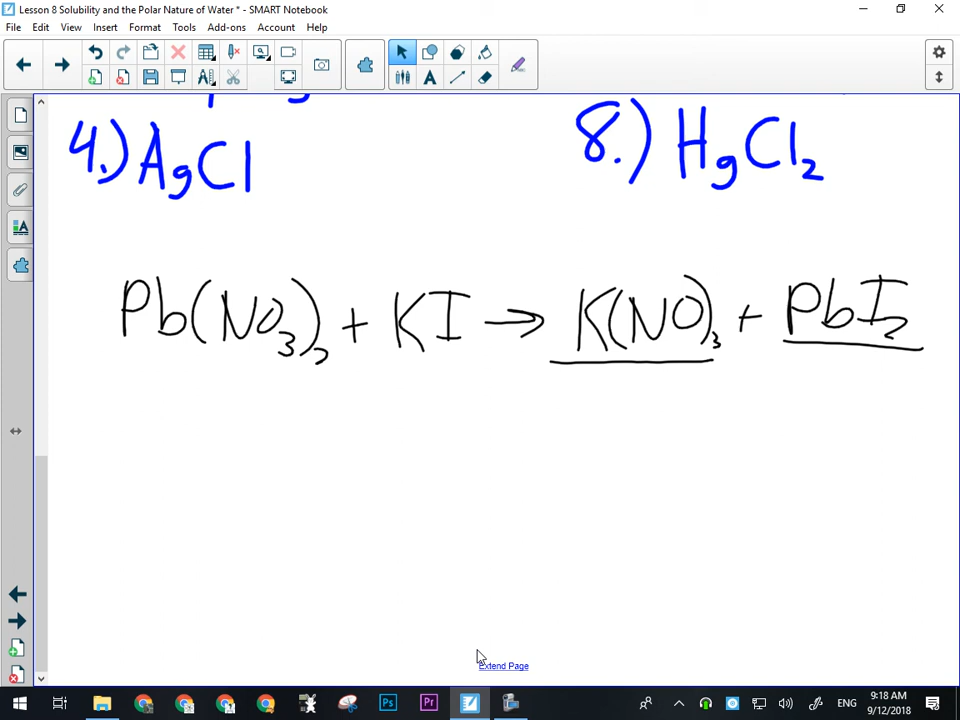 Lesson 8 Solubility and the Polar Nature of Water * - SMART Notebook
File Edit View Insert Format Tools Add-ons Account Help
4.) AgCl
8.) HgCl₂
Pb(NO₃)₂ + KI → K(NO)₃ + PbI₂
Extend Page
Ps Pr
ENG
9:18 AM
9/12/2018